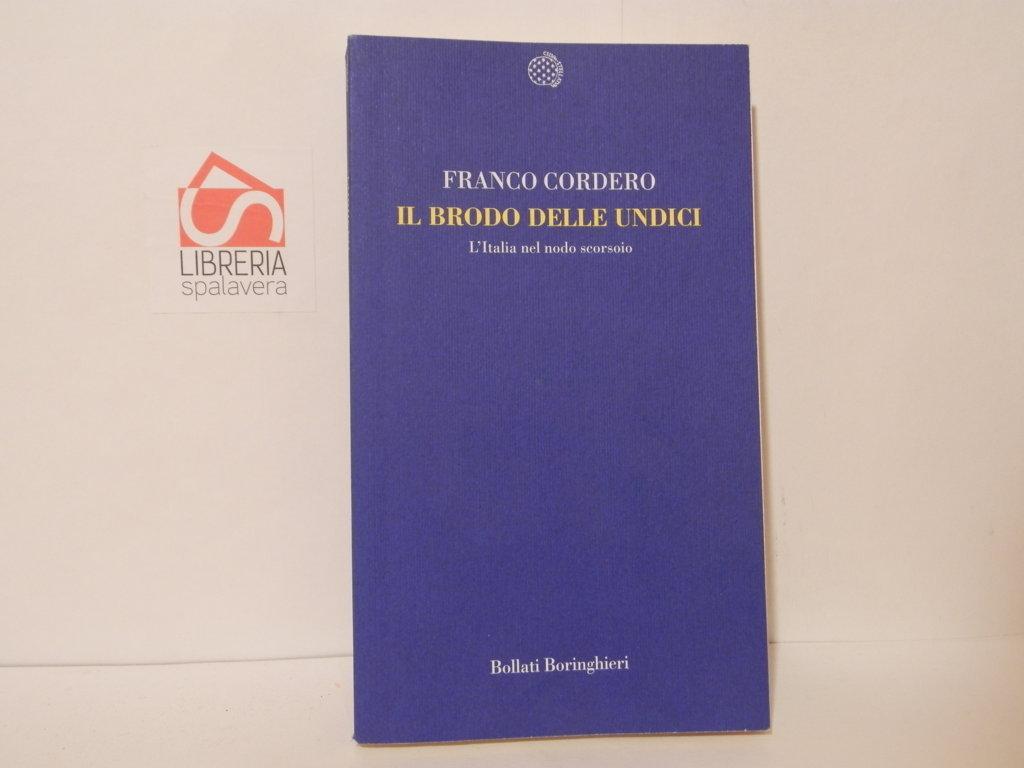 FRANCO CORDERO
IL BRODO DELLE UNDICI
L'Italia nel nodo scorsoio
Bollati Boringhieri
LIBRERIA
spalavera